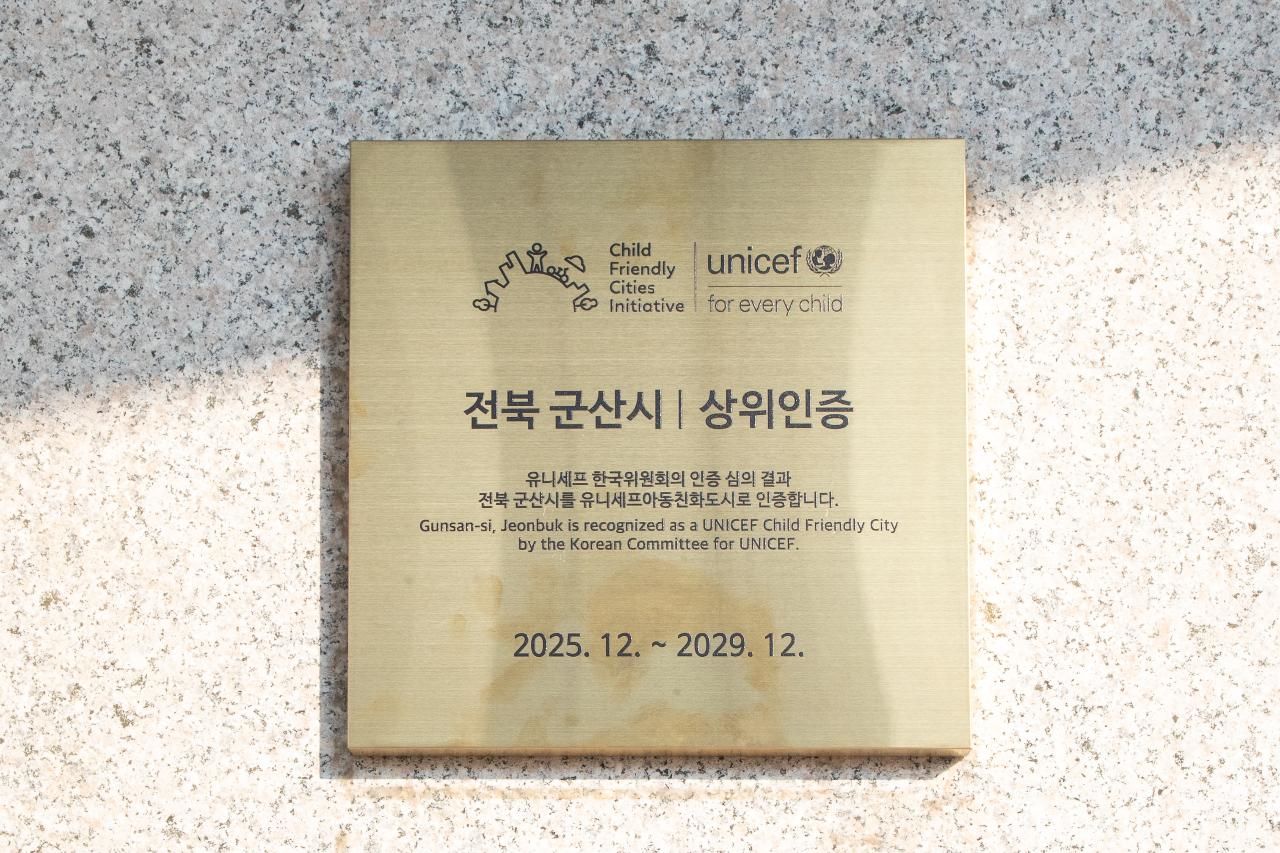 Child
Friendly
Cities
Initiative
unicef
for every child
전북 군산시 | 상위인증
유니세프 한국위원회의 인증 심의 결과
전북 군산시를 유니세프아동친화도시로 인증합니다.
Gunsan-si, Jeonbuk is recognized as a UNICEF Child Friendly City
by the Korean Committee for UNICEF.
2025. 12. ~ 2029. 12.